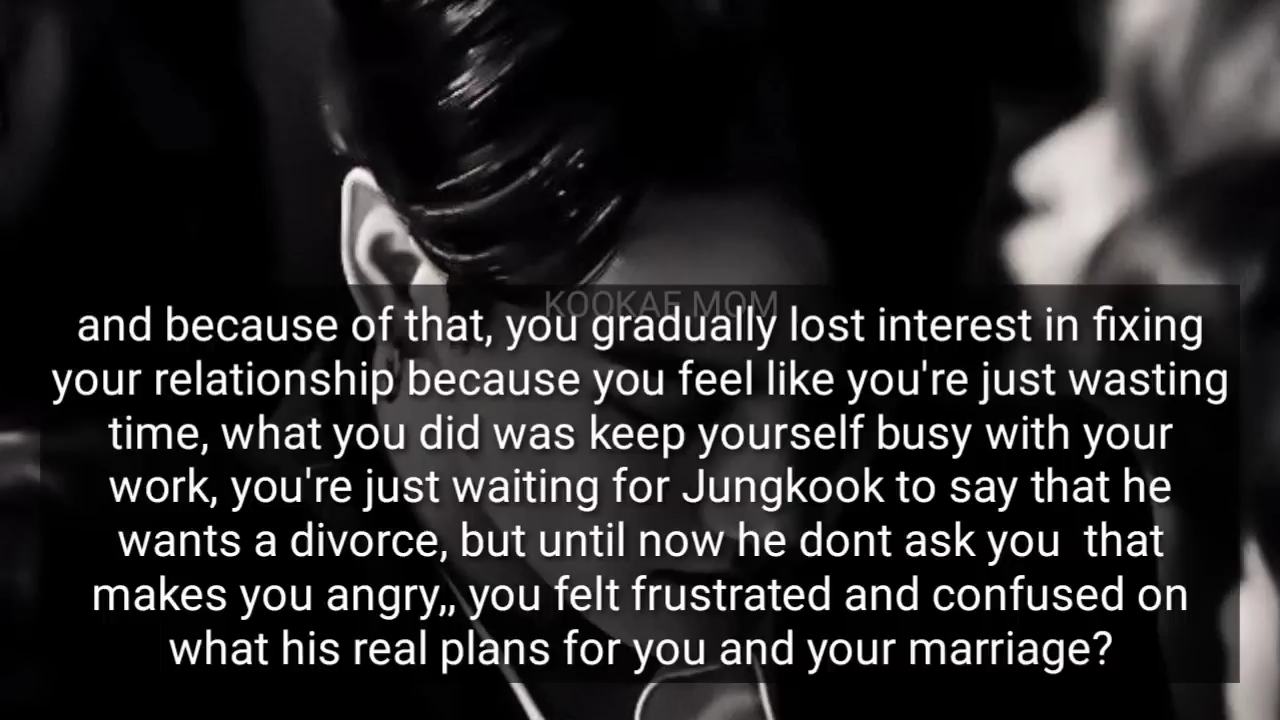 KOOKAF MOM
and because of that, you gradually lost interest in fixing
your relationship because you feel like you're just wasting
time, what you did was keep yourself busy with your
work, you're just waiting for Jungkook to say that he
wants a divorce, but until now he dont ask you  that
makes you angry,, you felt frustrated and confused on
what his real plans for you and your marriage?